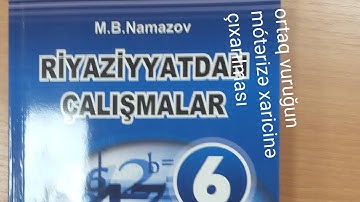 M.B.Namazov
RİYAZİYYATDAN
ÇALIŞMALAR
6
ortaq vuruğun
mötərizə xaricinə
çıxarılması